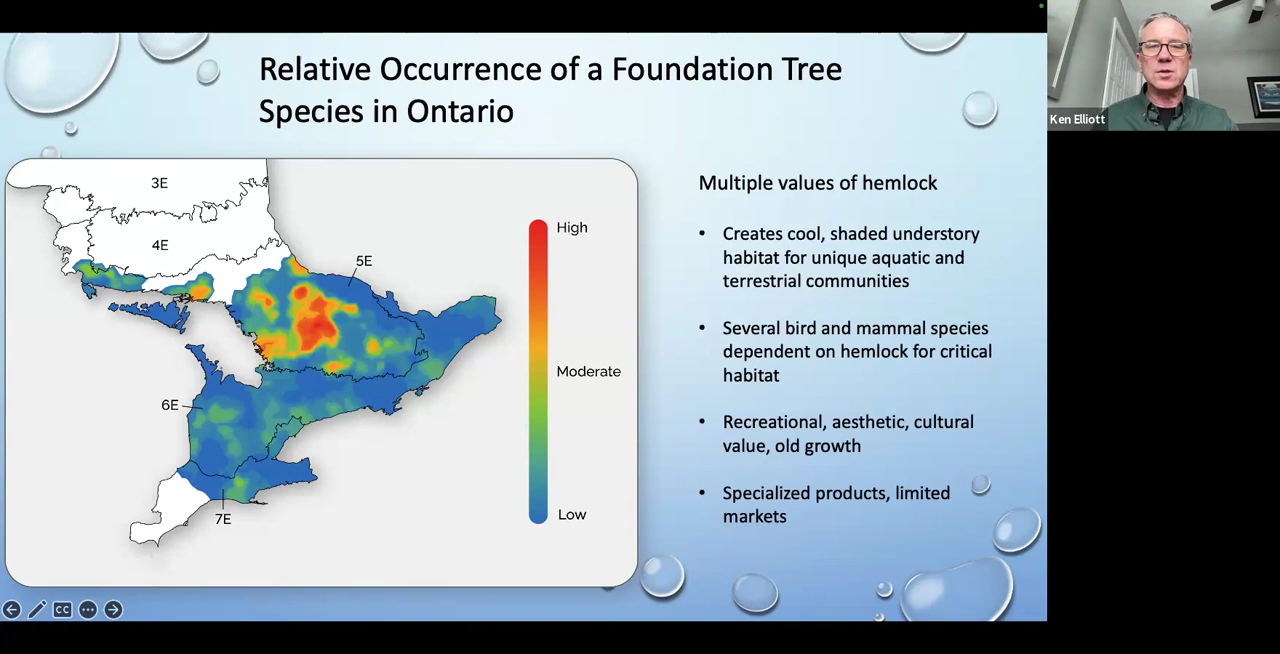 Relative Occurrence of a Foundation Tree
Species in Ontario
Ken Elliott
3E
4E
5E
6E
7E
High
Moderate
Low
Multiple values of hemlock
• Creates cool, shaded understory
habitat for unique aquatic and
terrestrial communities
• Several bird and mammal species
dependent on hemlock for critical
habitat
• Recreational, aesthetic, cultural
value, old growth
• Specialized products, limited
markets
CC